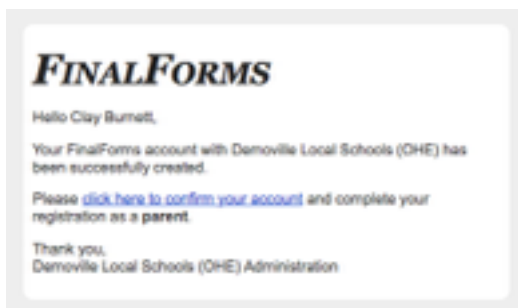 FINALFORMS
Hello Clay Burnett,
Your FinalForms account with Demoville Local Schools (OHE) has
been successfully created.
Please click here to confirm your account and complete your
registration as a parent.
Thank you,
Demoville Local Schools (OHE) Administration